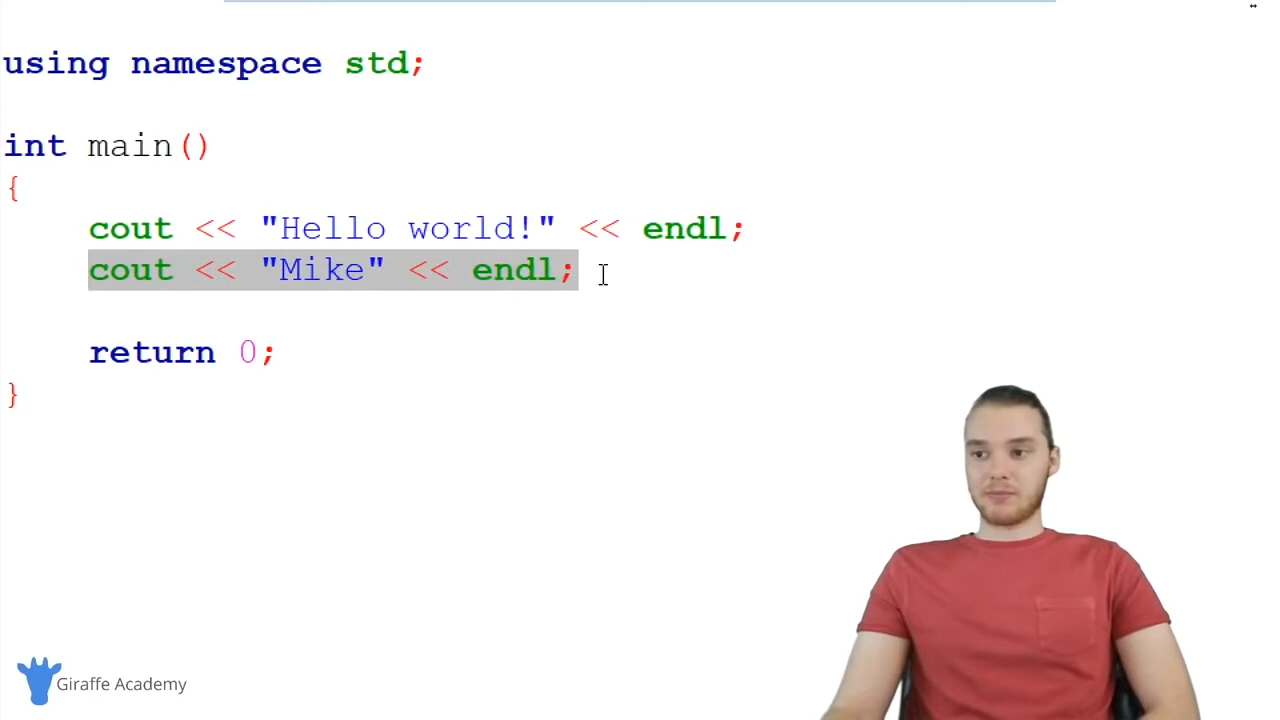 using namespace std;
int main()
{
cout << "Hello world!" << endl;
cout << "Mike" << endl;
return 0;
}
Giraffe Academy